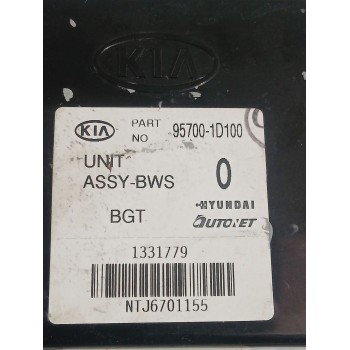 KIA
KIA PART NO 95700-1D100
UNIT
ASSY-BWS 0
HYUNDAI
BGT AUTONET
1331779
NTJ6701155